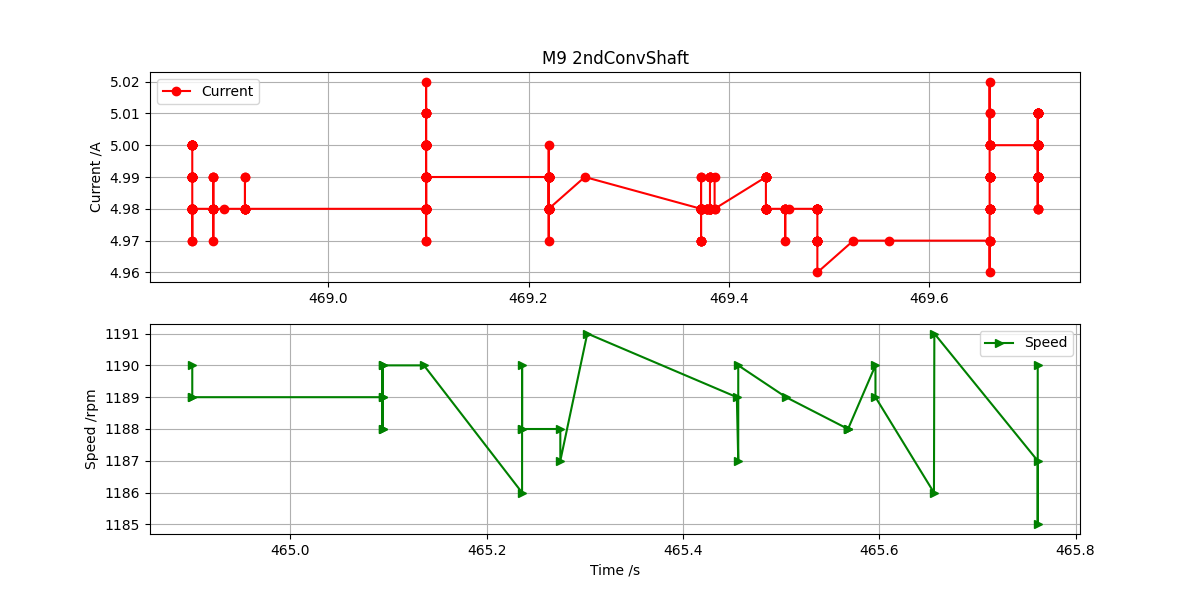 M9 2ndConvShaft
Current
Current /A
5.02
5.01
5.00
4.99
4.98
4.97
4.96
469.0 469.2 469.4 469.6
Speed
Speed /rpm
1191
1190
1189
1188
1187
1186
1185
465.0 465.2 465.4 465.6 465.8
Time /s